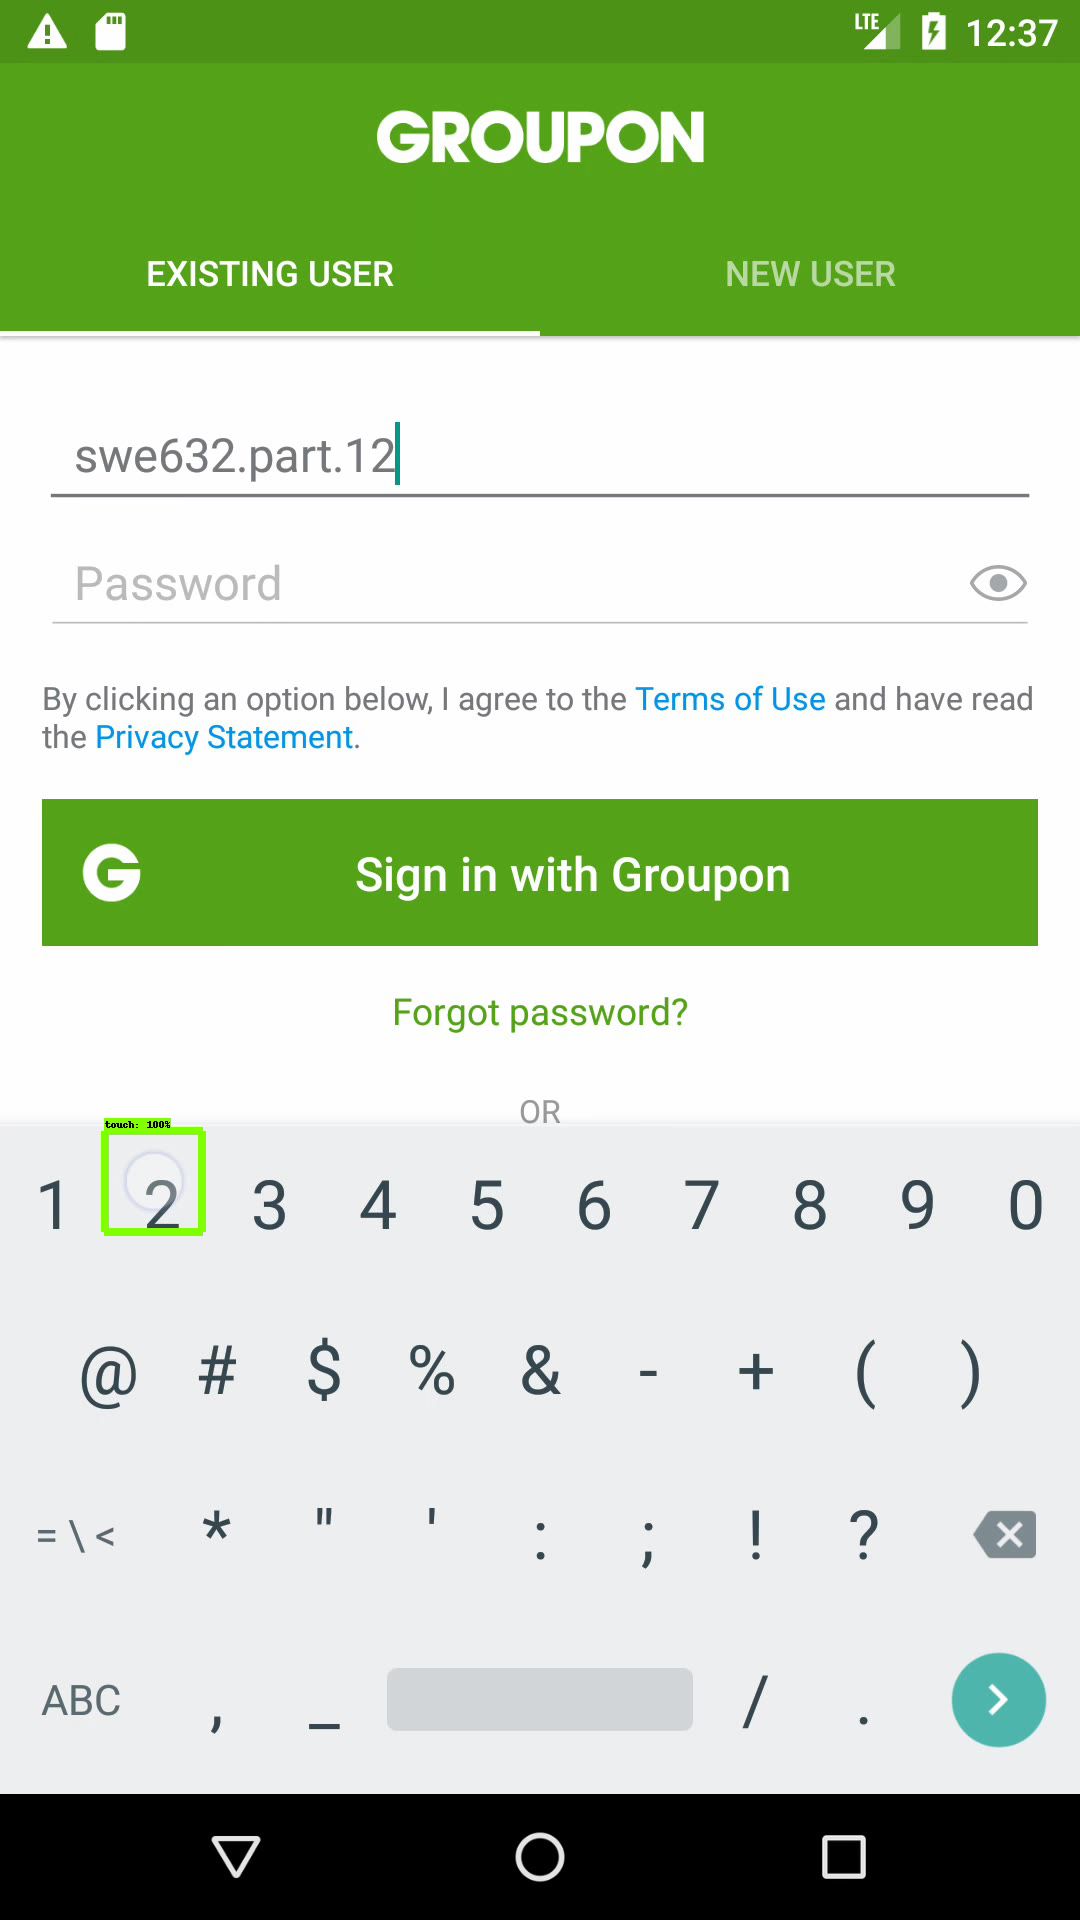 LTE 12:37
GROUPON
EXISTING USER NEW USER
swe632.part.12
Password
By clicking an option below, I agree to the Terms of Use and have read
the Privacy Statement.
G Sign in with Groupon
Forgot password?
OR
touch: 100%
1 2 3 4 5 6 7 8 9 0
@ # $ % & - + ( )
= \ < * " ' : ; ! ?
ABC , _ / .